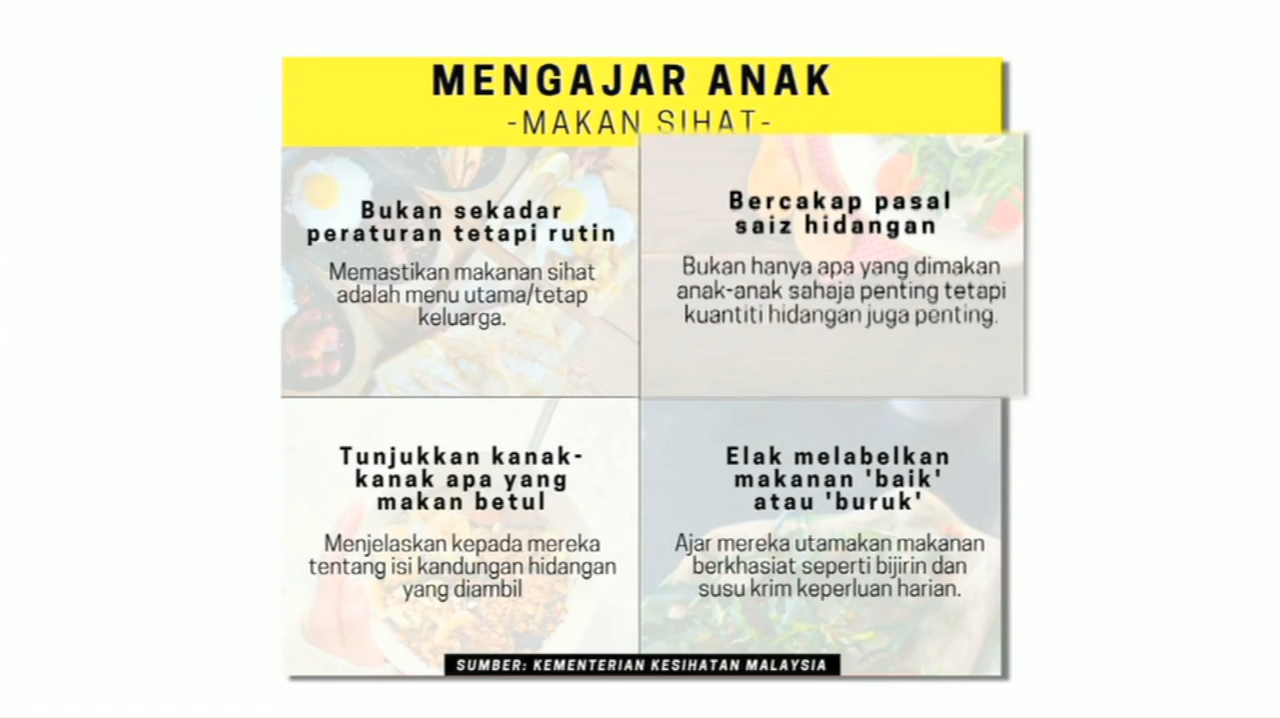 MENGAJAR ANAK
-MAKAN SIHAT-
Bukan sekadar
peraturan tetapi rutin
Memastikan makanan sihat
adalah menu utama/tetap
keluarga.
Bercakap pasal
saiz hidangan
Bukan hanya apa yang dimakan
anak-anak sahaja penting tetapi
kuantiti hidangan juga penting.
Tunjukkan kanak-
kanak apa yang
makan betul
Menjelaskan kepada mereka
tentang isi kandungan hidangan
yang diambil
Elak melabelkan
makanan 'baik'
atau 'buruk'
Ajar mereka utamakan makanan
berkhasiat seperti bijirin dan
susu krim keperluan harian.
SUMBER: KEMENTERIAN KESIHATAN MALAYSIA